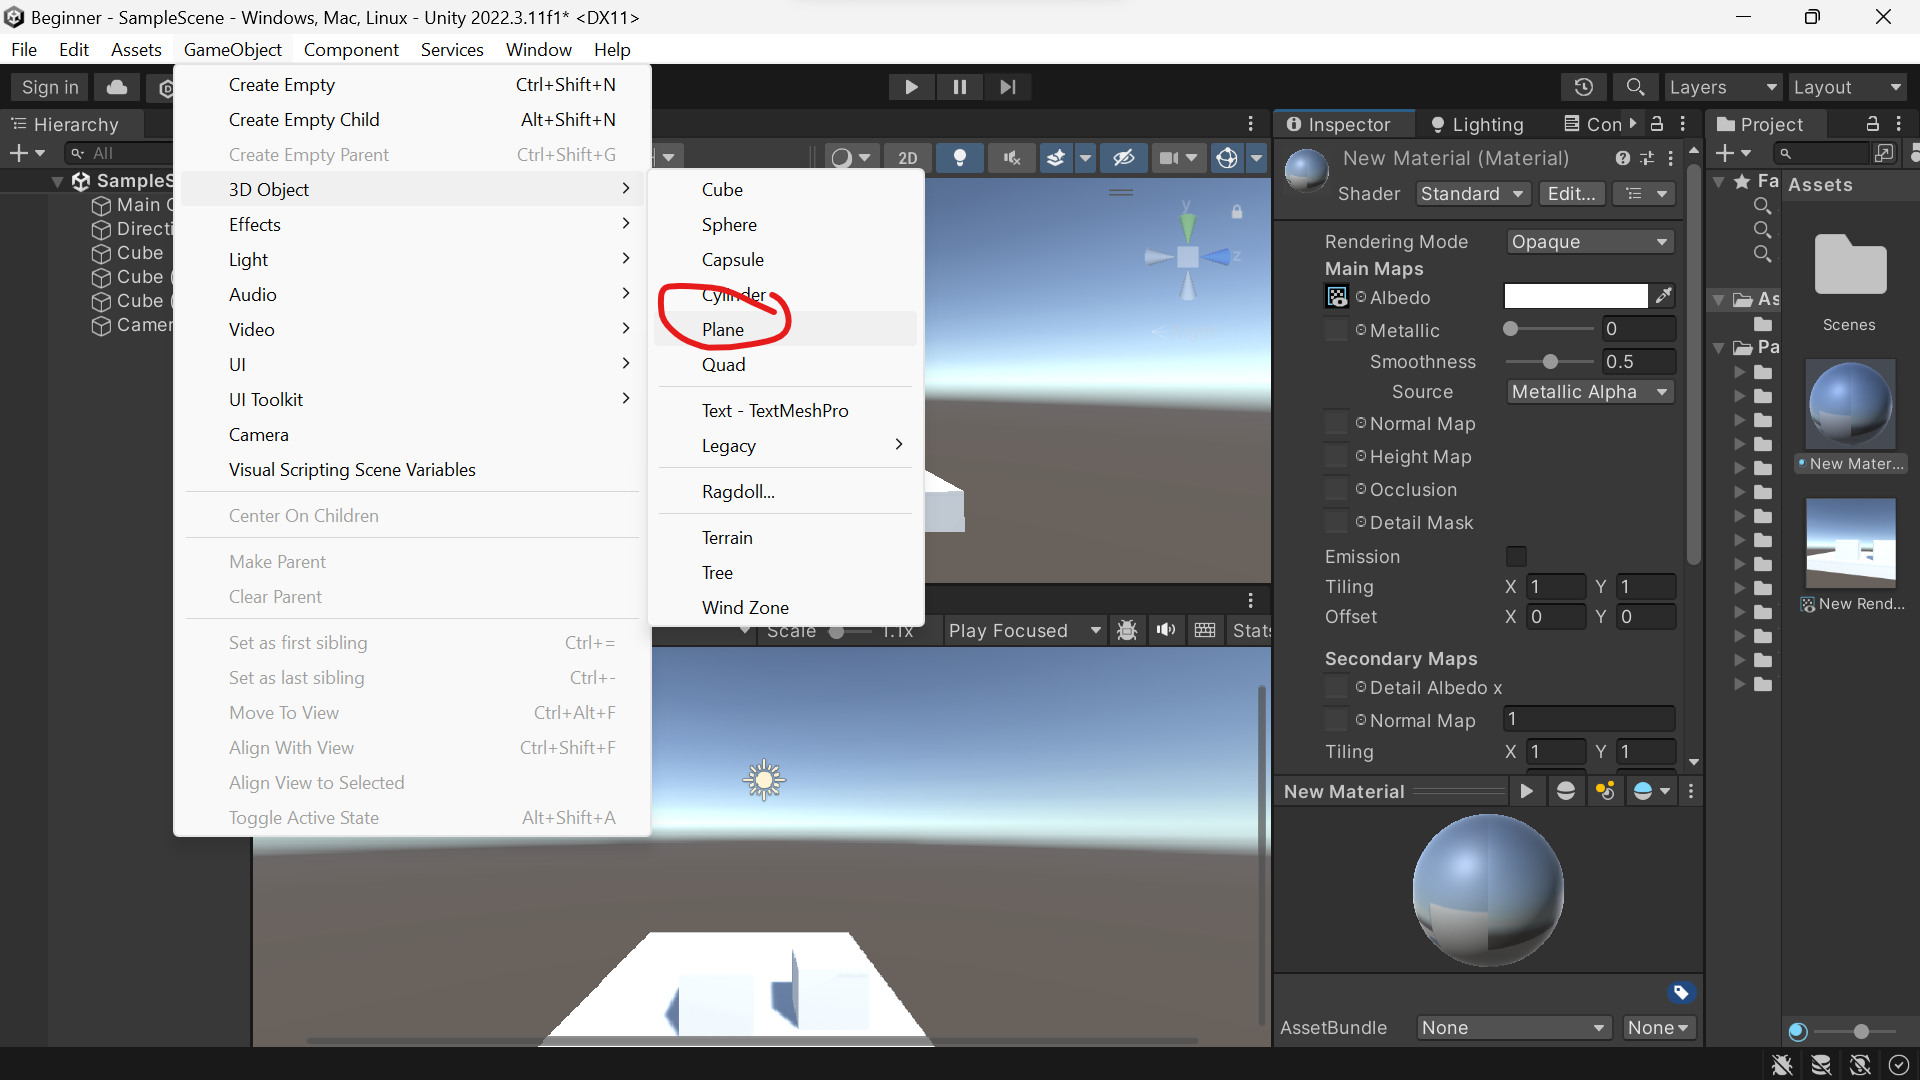 Beginner - SampleScene - Windows, Mac, Linux - Unity 2022.3.11f1* <DX11>
File Edit Assets GameObject Component Services Window Help
Sign in
Layers Layout
Hierarchy
All
SampleS
Main C
Directi
Cube
Cube (
Cube (
Camer
Create Empty Ctrl+Shift+N
Create Empty Child Alt+Shift+N
Create Empty Parent Ctrl+Shift+G
3D Object
Effects
Light
Audio
Video
UI
UI Toolkit
Camera
Visual Scripting Scene Variables
Center On Children
Make Parent
Clear Parent
Set as first sibling Ctrl+=
Set as last sibling Ctrl+-
Move To View Ctrl+Alt+F
Align With View Ctrl+Shift+F
Align View to Selected
Toggle Active State Alt+Shift+A
Cube
Sphere
Capsule
Cylinder
Plane
Quad
Text - TextMeshPro
Legacy
Ragdoll...
Terrain
Tree
Wind Zone
2D
y
z
Scale 1.1x Play Focused Stats
Inspector Lighting Con
New Material (Material)
Shader Standard Edit...
Rendering Mode Opaque
Main Maps
Albedo
Metallic 0
Smoothness 0.5
Source Metallic Alpha
Normal Map
Height Map
Occlusion
Detail Mask
Emission
Tiling X 1 Y 1
Offset X 0 Y 0
Secondary Maps
Detail Albedo x
Normal Map 1
Tiling X 1 Y 1
New Material
AssetBundle None None
Project
Fa
As
Pa
Assets
Scenes
New Mater...
New Rend...